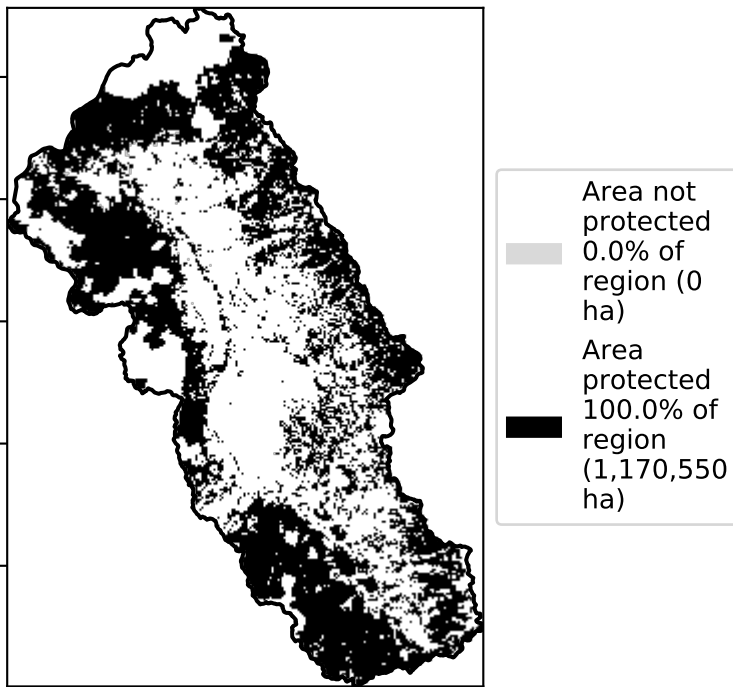 Area not
protected
0.0% of
region (0
ha)
Area
protected
100.0% of
region
(1,170,550
ha)